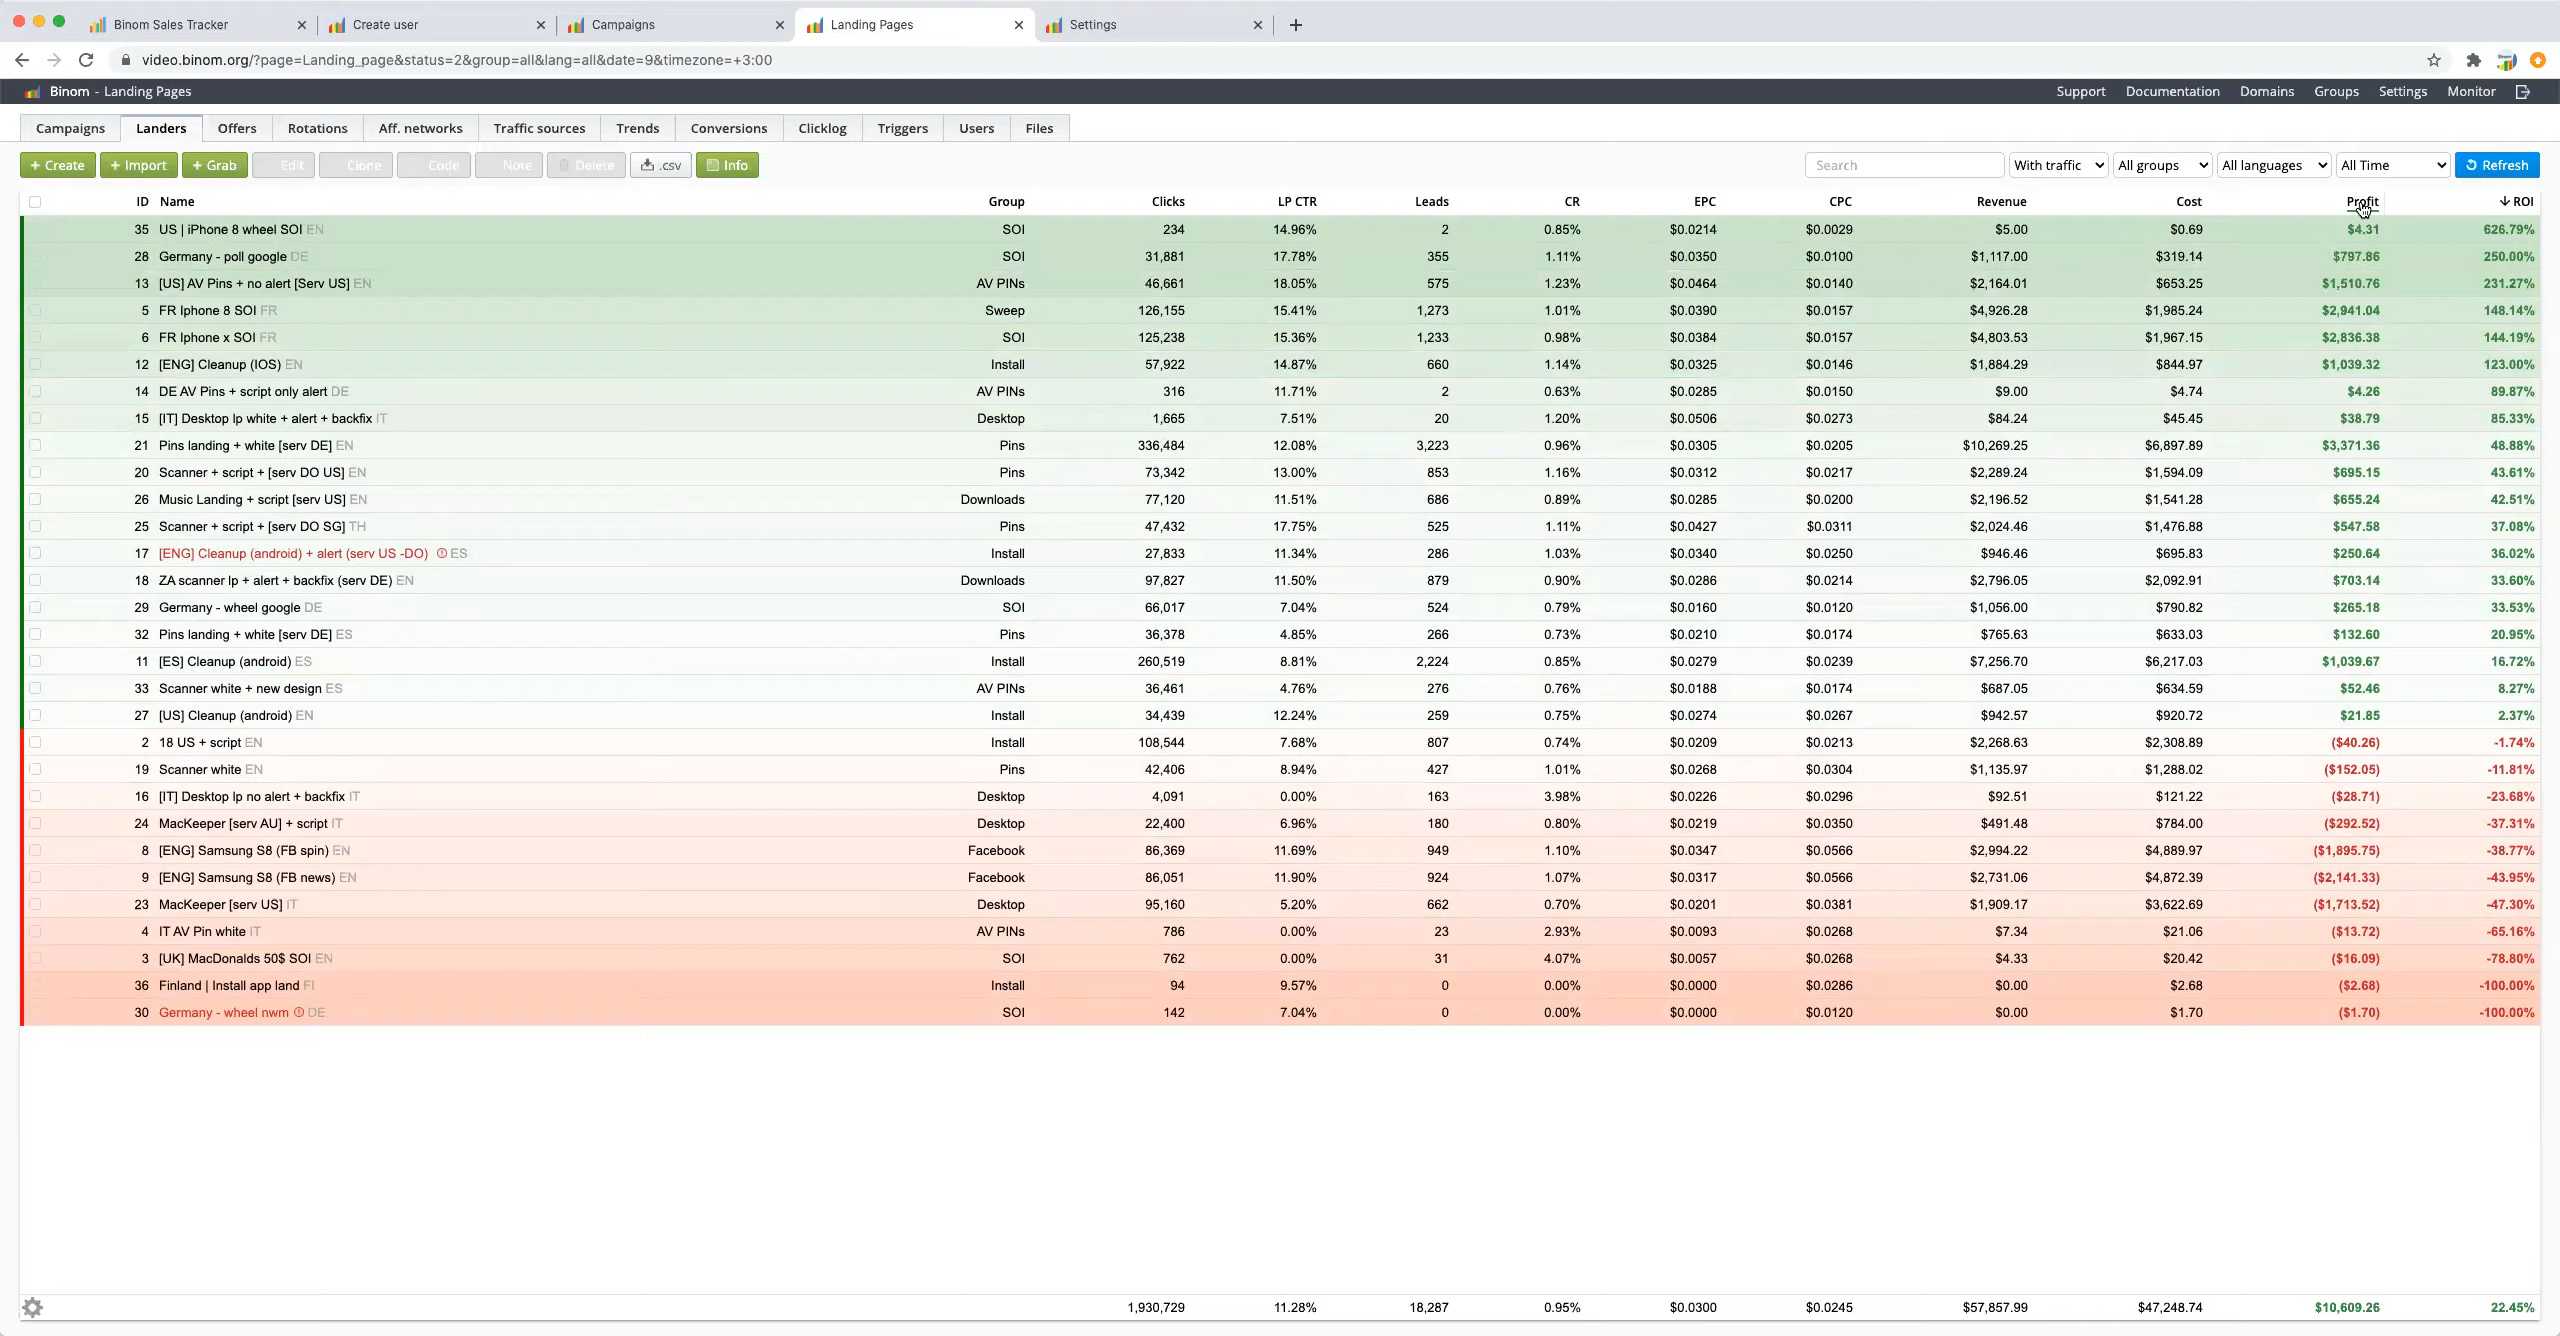 Binom Sales Tracker
Create user
Campaigns
Landing Pages
Settings
video.binom.org/?page=Landing_page&status=2&group=all&lang=all&date=9&timezone=+3:00
Binom - Landing Pages
Support Documentation Domains Groups Settings Monitor
Campaigns Landers Offers Rotations Aff. networks Traffic sources Trends Conversions Clicklog Triggers Users Files
+ Create + Import + Grab Edit Clone Code Note Delete .csv Info Search With traffic All groups All languages All Time Refresh
ID Name Group Clicks LP CTR Leads CR EPC CPC Revenue Cost Profit ROI
35 US | iPhone 8 wheel SOI EN SOI 234 14.96% 2 0.85% $0.0214 $0.0029 $5.00 $0.69 $4.31 626.79%
28 Germany - poll google DE SOI 31,881 17.78% 355 1.11% $0.0350 $0.0100 $1,117.00 $319.14 $797.86 250.00%
13 [US] AV Pins + no alert [Serv US] EN AV PINs 46,661 18.05% 575 1.23% $0.0464 $0.0140 $2,164.01 $653.25 $1,510.76 231.27%
5 FR Iphone 8 SOI FR Sweep 126,155 15.41% 1,273 1.01% $0.0390 $0.0157 $4,926.28 $1,985.24 $2,941.04 148.14%
6 FR Iphone x SOI FR SOI 125,238 15.36% 1,233 0.98% $0.0384 $0.0157 $4,803.53 $1,967.15 $2,836.38 144.19%
12 [ENG] Cleanup (IOS) EN Install 57,922 14.87% 660 1.14% $0.0325 $0.0146 $1,884.29 $844.97 $1,039.32 123.00%
14 DE AV Pins + script only alert DE AV PINs 316 11.71% 2 0.63% $0.0285 $0.0150 $9.00 $4.74 $4.26 89.87%
15 [IT] Desktop lp white + alert + backfix IT Desktop 1,665 7.51% 20 1.20% $0.0506 $0.0273 $84.24 $45.45 $38.79 85.33%
21 Pins landing + white [serv DE] EN Pins 336,484 12.08% 3,223 0.96% $0.0305 $0.0205 $10,269.25 $6,897.89 $3,371.36 48.88%
20 Scanner + script + [serv DO US] EN Pins 73,342 13.00% 853 1.16% $0.0312 $0.0217 $2,289.24 $1,594.09 $695.15 43.61%
26 Music Landing + script [serv US] EN Downloads 77,120 11.51% 686 0.89% $0.0285 $0.0200 $2,196.52 $1,541.28 $655.24 42.51%
25 Scanner + script + [serv DO SG] TH Pins 47,432 17.75% 525 1.11% $0.0427 $0.0311 $2,024.46 $1,476.88 $547.58 37.08%
17 [ENG] Cleanup (android) + alert (serv US -DO) ES Install 27,833 11.34% 286 1.03% $0.0340 $0.0250 $946.46 $695.83 $250.64 36.02%
18 ZA scanner lp + alert + backfix (serv DE) EN Downloads 97,827 11.50% 879 0.90% $0.0286 $0.0214 $2,796.05 $2,092.91 $703.14 33.60%
29 Germany - wheel google DE SOI 66,017 7.04% 524 0.79% $0.0160 $0.0120 $1,056.00 $790.82 $265.18 33.53%
32 Pins landing + white [serv DE] ES Pins 36,378 4.85% 266 0.73% $0.0210 $0.0174 $765.63 $633.03 $132.60 20.95%
11 [ES] Cleanup (android) ES Install 260,519 8.81% 2,224 0.85% $0.0279 $0.0239 $7,256.70 $6,217.03 $1,039.67 16.72%
33 Scanner white + new design ES AV PINs 36,461 4.76% 276 0.76% $0.0188 $0.0174 $687.05 $634.59 $52.46 8.27%
27 [US] Cleanup (android) EN Install 34,439 12.24% 259 0.75% $0.0274 $0.0267 $942.57 $920.72 $21.85 2.37%
2 18 US + script EN Install 108,544 7.68% 807 0.74% $0.0209 $0.0213 $2,268.63 $2,308.89 ($40.26) -1.74%
19 Scanner white EN Pins 42,406 8.94% 427 1.01% $0.0268 $0.0304 $1,135.97 $1,288.02 ($152.05) -11.81%
16 [IT] Desktop lp no alert + backfix IT Desktop 4,091 0.00% 163 3.98% $0.0226 $0.0296 $92.51 $121.22 ($28.71) -23.68%
24 MacKeeper [serv AU] + script IT Desktop 22,400 6.96% 180 0.80% $0.0219 $0.0350 $491.48 $784.00 ($292.52) -37.31%
8 [ENG] Samsung S8 (FB spin) EN Facebook 86,369 11.69% 949 1.10% $0.0347 $0.0566 $2,994.22 $4,889.97 ($1,895.75) -38.77%
9 [ENG] Samsung S8 (FB news) EN Facebook 86,051 11.90% 924 1.07% $0.0317 $0.0566 $2,731.06 $4,872.39 ($2,141.33) -43.95%
23 MacKeeper [serv US] IT Desktop 95,160 5.20% 662 0.70% $0.0201 $0.0381 $1,909.17 $3,622.69 ($1,713.52) -47.30%
4 IT AV Pin white IT AV PINs 786 0.00% 23 2.93% $0.0093 $0.0268 $7.34 $21.06 ($13.72) -65.16%
3 [UK] MacDonalds 50$ SOI EN SOI 762 0.00% 31 4.07% $0.0057 $0.0268 $4.33 $20.42 ($16.09) -78.80%
36 Finland | Install app land FI Install 94 9.57% 0 0.00% $0.0000 $0.0286 $0.00 $2.68 ($2.68) -100.00%
30 Germany - wheel nwm DE SOI 142 7.04% 0 0.00% $0.0000 $0.0120 $0.00 $1.70 ($1.70) -100.00%
1,930,729 11.28% 18,287 0.95% $0.0300 $0.0245 $57,857.99 $47,248.74 $10,609.26 22.45%